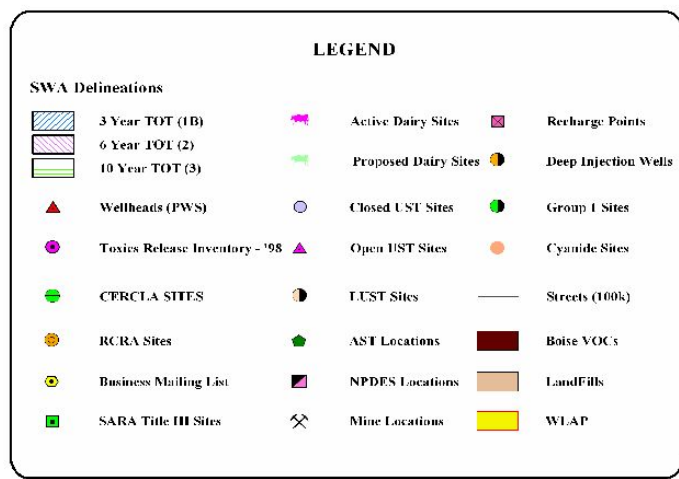 LEGEND
SWA Delineations
3 Year TOT (1B)
Active Dairy Sites
Recharge Points
6 Year TOT (2)
Proposed Dairy Sites
Deep Injection Wells
10 Year TOT (3)
Wellheads (PWS)
Closed UST Sites
Group 1 Sites
Toxics Release Inventory - '98
Open UST Sites
Cyanide Sites
CERCLA SITES
LUST Sites
Streets (100k)
RCRA Sites
AST Locations
Boise VOCs
Business Mailing List
NPDES Locations
LandFills
SARA Title III Sites
Mine Locations
WLAP